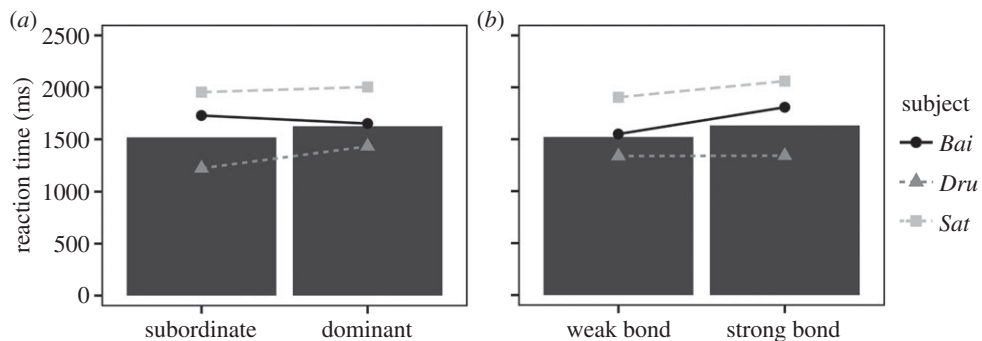 (a)
(b)
reaction time (ms)
2500
2000
1500
1000
500
0
subordinate
dominant
weak bond
strong bond
subject
Bai
Dru
Sat